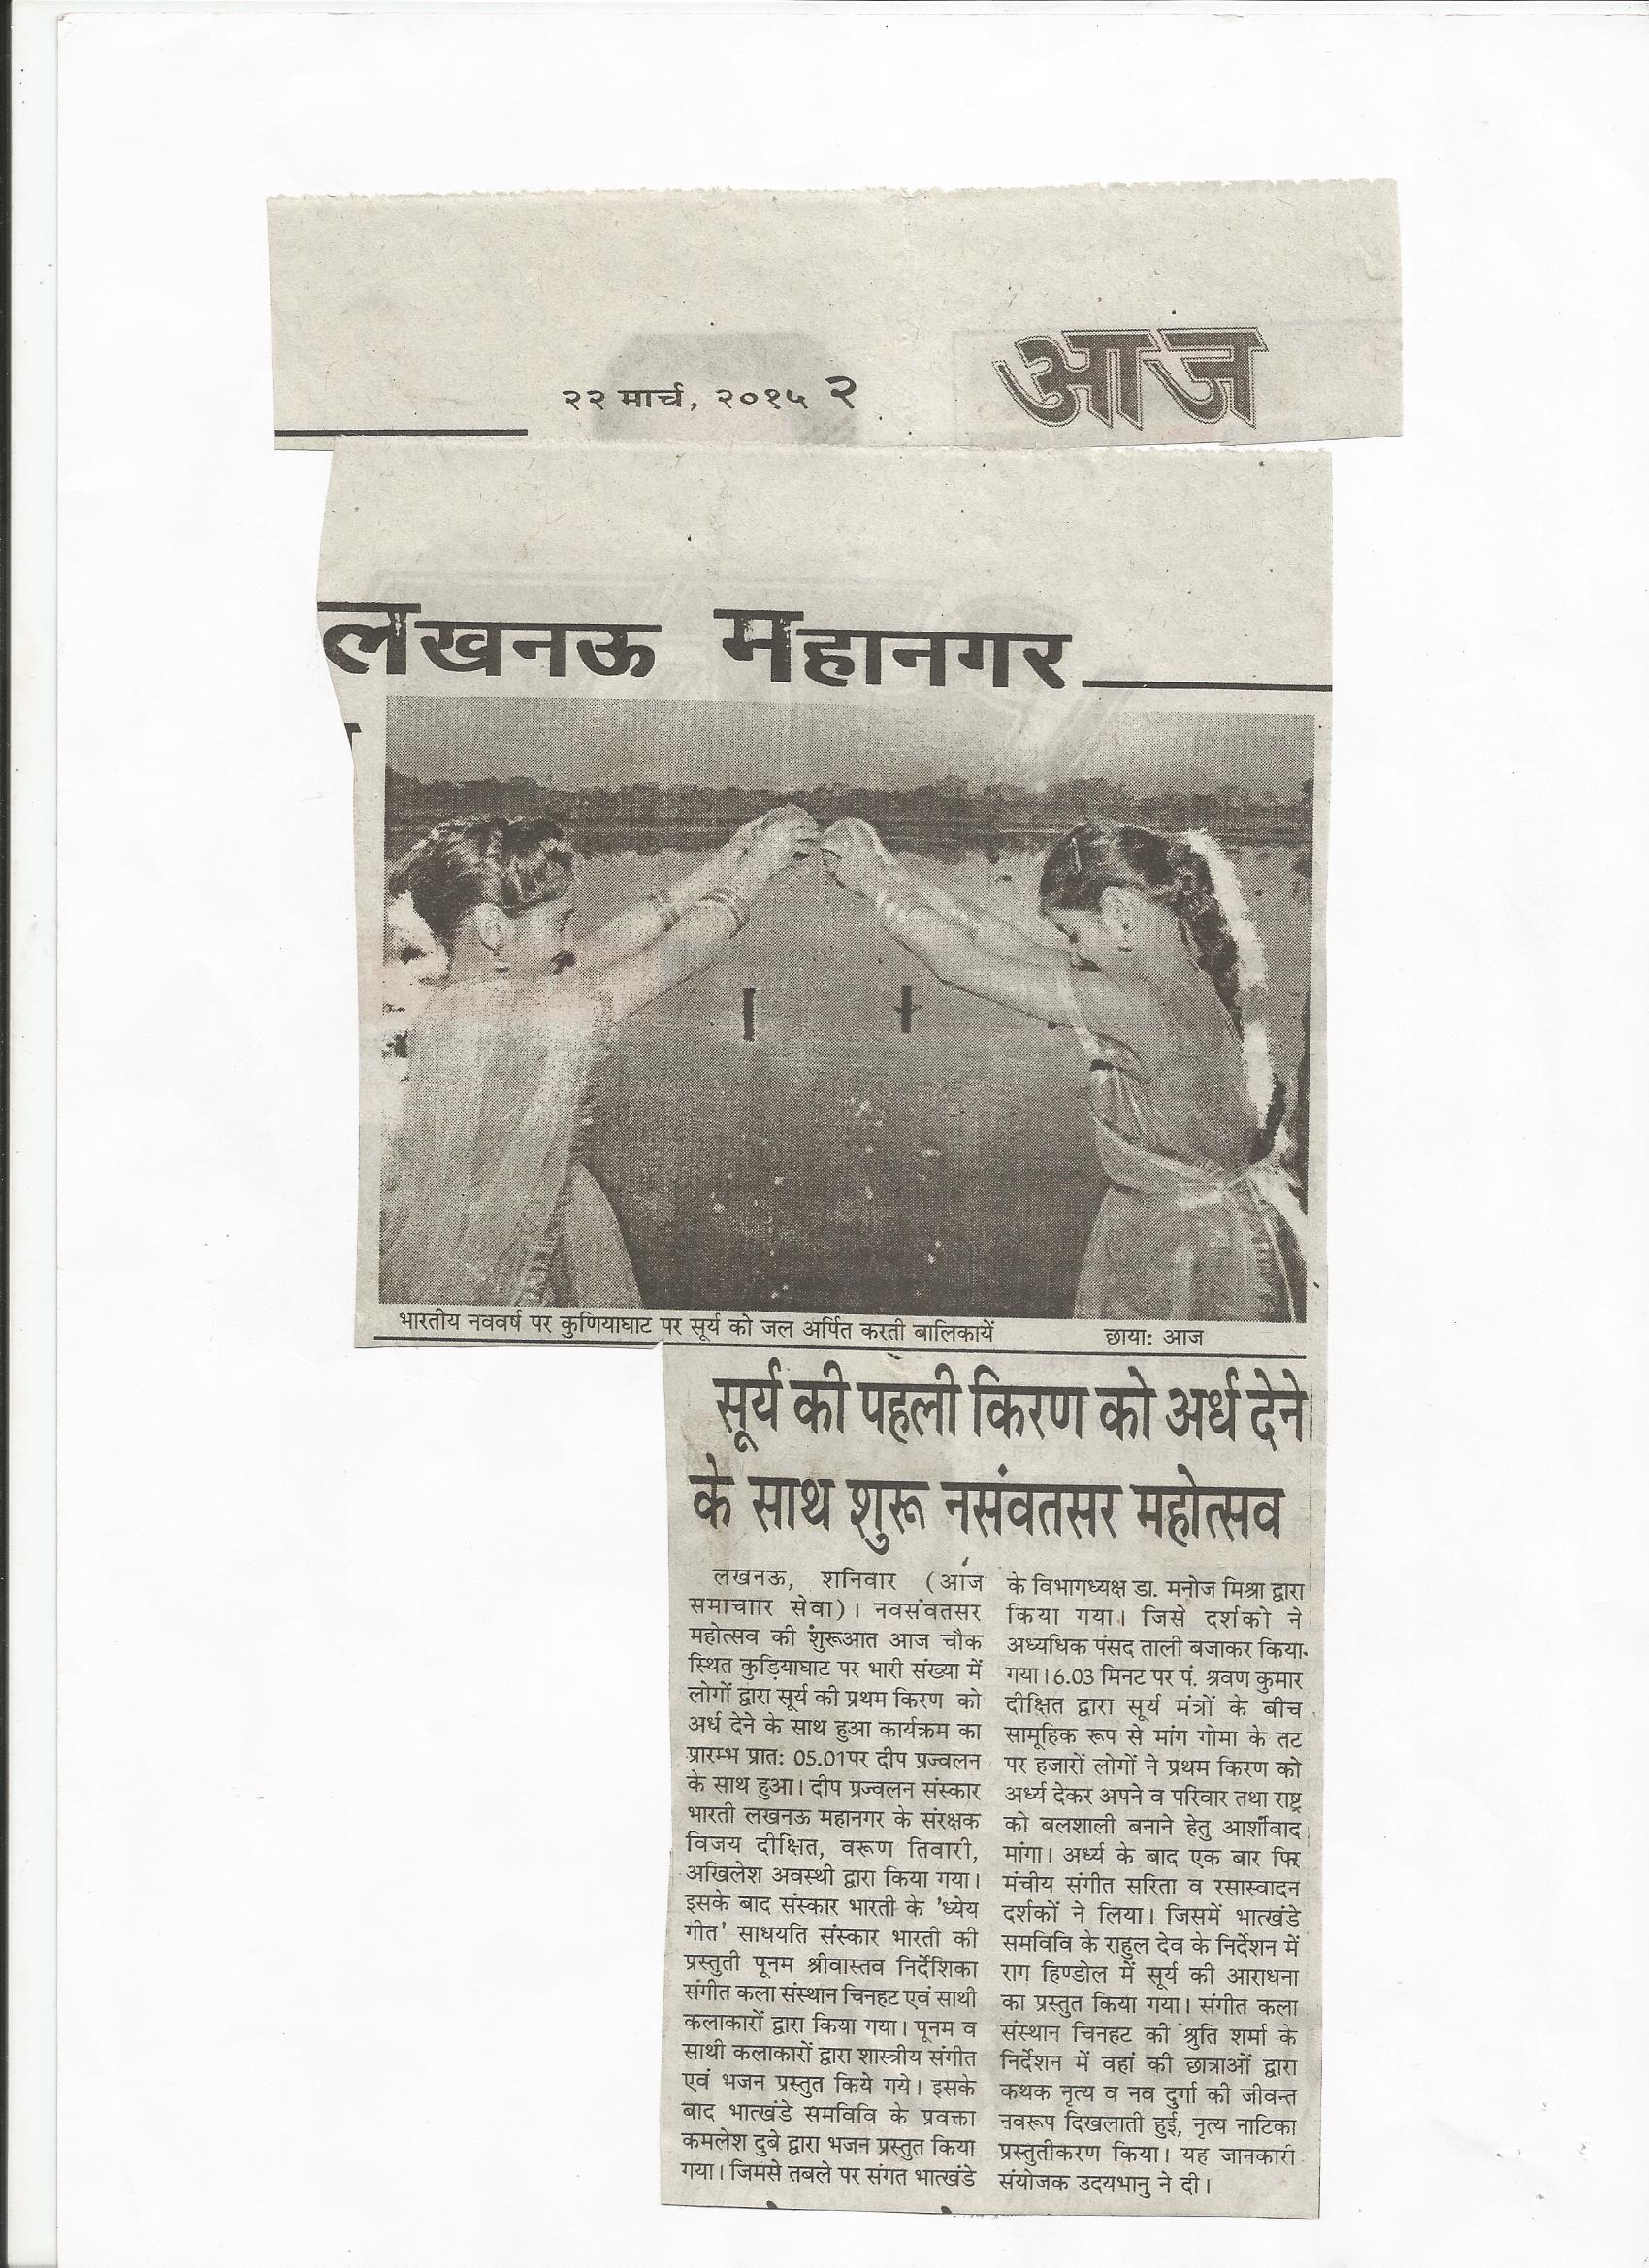 २२ मार्च, २०१५ २
आज
लखनऊ महानगर
भारतीय नववर्ष पर कुणियाघाट पर सूर्य को जल अर्पित करती बालिकायें
छाया: आज
सूर्य की पहली किरण को अर्ध देने
के साथ शुरू नसंवतसर महोत्सव
लखनऊ, शनिवार (आज
समाचाार सेवा)। नवसंवतसर
महोत्सव की शुंरूआत आज चौक
स्थित कुड़ियाघाट पर भारी संख्या में
लोगों द्वारा सूर्य की प्रथम किरण को
अर्ध देने के साथ हुआ कार्यक्रम का
प्रारम्भ प्रात: 05.01पर दीप प्रज्वलन
के साथ हुआ। दीप प्रज्वलन संस्कार
भारती लखनऊ महानगर के संरक्षक
विजय दीक्षित, वरूण तिवारी,
अखिलेश अवस्थी द्वारा किया गया।
इसके बाद संस्कार भारती के 'ध्येय
गीत' साधयति संस्कार भारती की
प्रस्तुती पूनम श्रीवास्तव निर्देशिका
संगीत कला संस्थान चिनहट एवं साथी
कलाकारों द्वारा किया गया। पूनम व
साथी कलाकारों द्वारा शास्त्रीय संगीत
एवं भजन प्रस्तुत किये गये। इसके
बाद भात्खंडे समविवि के प्रवक्ता
कमलेश दुबे द्वारा भजन प्रस्तुत किया
गया। जिमसे तबले पर संगत भात्खंडे
के विभागध्यक्ष डा. मनोज मिश्रा द्वारा
किया गया। जिसे दर्शको ने
अध्यधिक पंसद ताली बजाकर किया
गया।6.03 मिनट पर पं. श्रवण कुमार
दीक्षित द्वारा सूर्य मंत्रों के बीच
सामूहिक रूप से मांग गोमा के तट
पर हजारों लोगों ने प्रथम किरण को
अर्ध्य देकर अपने व परिवार तथा राष्ट्र
को बलशाली बनाने हेतु आर्शीवाद
मांगा। अर्ध्य के बाद एक बार फिर
मंचीय संगीत सरिता व रसास्वादन
दर्शकों ने लिया। जिसमें भात्खंडे
समविवि के राहुल देव के निर्देशन में
राग हिण्डोल में सूर्य की आराधना
का प्रस्तुत किया गया। संगीत कला
संस्थान चिनहट की श्रुति शर्मा के
निर्देशन में वहां की छात्राओं द्वारा
कथक नृत्य व नव दुर्गा की जीवन्त
नवरूप दिखलाती हुई, नृत्य नाटिका
प्रस्तुतीकरण किया। यह जानकारी
संयोजक उदयभानु ने दी।